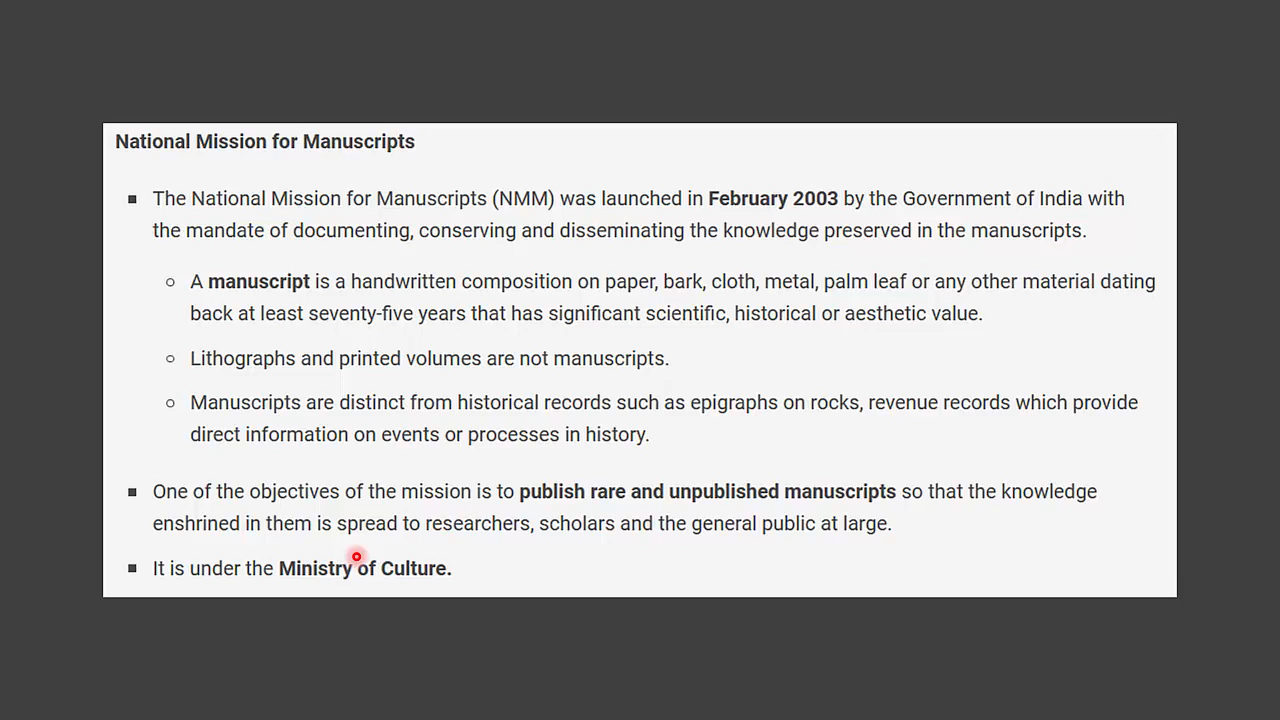 National Mission for Manuscripts
The National Mission for Manuscripts (NMM) was launched in February 2003 by the Government of India with
the mandate of documenting, conserving and disseminating the knowledge preserved in the manuscripts.
A manuscript is a handwritten composition on paper, bark, cloth, metal, palm leaf or any other material dating
back at least seventy-five years that has significant scientific, historical or aesthetic value.
Lithographs and printed volumes are not manuscripts.
Manuscripts are distinct from historical records such as epigraphs on rocks, revenue records which provide
direct information on events or processes in history.
One of the objectives of the mission is to publish rare and unpublished manuscripts so that the knowledge
enshrined in them is spread to researchers, scholars and the general public at large.
It is under the Ministry of Culture.